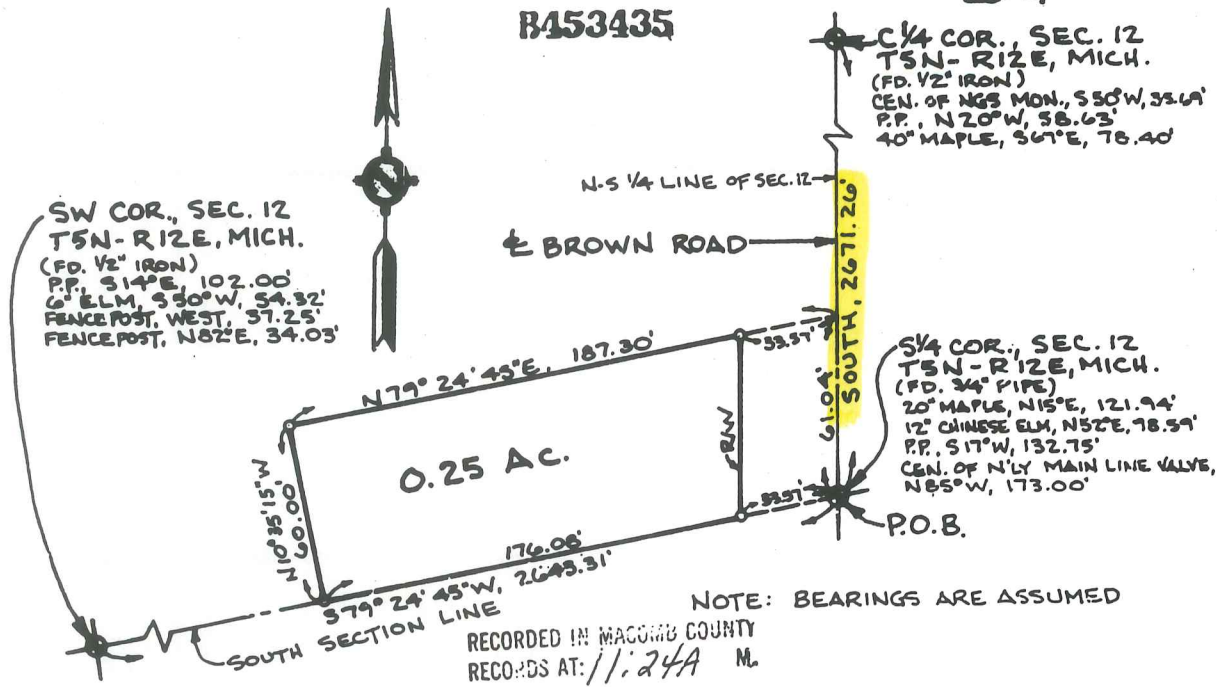 B453435
C 1/4 COR., SEC. 12
T5N-R12E, MICH.
(FD. 1/2" IRON)
CEN. OF NGS MON., S50°W, 35.69'
P.P., N20°W, 58.63'
40" MAPLE, S67°E, 78.40'
N-S 1/4 LINE OF SEC. 12
℄ BROWN ROAD
SOUTH, 2671.26'
SW COR., SEC. 12
T5N-R12E, MICH.
(FD. 1/2" IRON)
P.P., S14°E, 102.00'
6" ELM, S50°W, 54.32'
FENCEPOST, WEST, 37.25'
FENCEPOST, N82°E, 34.03'
N79° 24' 45"E, 187.30'
33.57'
61.04'
S 1/4 COR., SEC. 12
T5N-R12E, MICH.
(FD. 3/4" PIPE)
20" MAPLE, N15°E, 121.94'
12" CHINESE ELM, N52°E, 78.59'
P.P., S17°W, 132.75'
CEN. OF N'LY MAIN LINE VALVE,
N85°W, 173.00'
P.O.B.
R/W
0.25 AC.
N10° 35' 15"W
60.00'
33.57'
176.08'
S79° 24' 45"W, 2643.31'
SOUTH SECTION LINE
NOTE: BEARINGS ARE ASSUMED
RECORDED IN MACOMB COUNTY
RECORDS AT: 11:24A M.